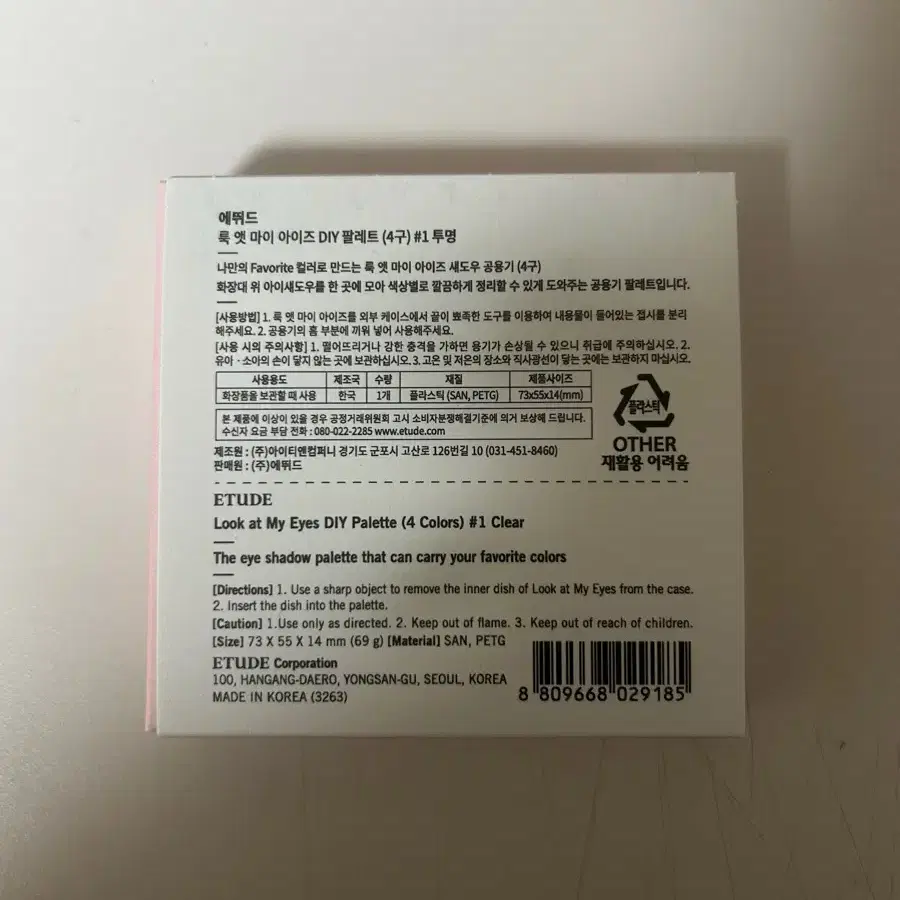 에뛰드
룩 앳 마이 아이즈 DIY 팔레트 (4구) #1 투명
나만의 Favorite 컬러로 만드는 룩 앳 마이 아이즈 섀도우 공용기 (4구)
화장대 위 아이섀도우를 한 곳에 모아 색상별로 깔끔하게 정리할 수 있게 도와주는 공용기 팔레트입니다.
[사용방법] 1. 룩 앳 마이 아이즈를 외부 케이스에서 끝이 뾰족한 도구를 이용하여 내용물이 들어있는 접시를 분리
해주세요. 2. 공용기의 홈 부분에 끼워 넣어 사용해주세요.
[사용 시의 주의사항] 1. 떨어뜨리거나 강한 충격을 가하면 용기가 손상될 수 있으니 취급에 주의하십시오. 2.
유아·소아의 손이 닿지 않는 곳에 보관하십시오. 3. 고온 및 저온의 장소와 직사광선이 닿는 곳에는 보관하지 마십시오.
사용용도 제조국 수량 재질 제품사이즈
화장품을 보관할 때 사용 한국 1개 플라스틱 (SAN, PETG) 73x55x14(mm)
본 제품에 이상이 있을 경우 공정거래위원회 고시 소비자분쟁해결기준에 의거 보상해 드립니다.
수신자 요금 부담 전화 : 080-022-2285 www.etude.com
플라스틱
OTHER
재활용 어려움
제조원 : (주)아이티엔컴퍼니 경기도 군포시 고산로 126번길 10 (031-451-8460)
판매원 : (주)에뛰드
ETUDE
Look at My Eyes DIY Palette (4 Colors) #1 Clear
The eye shadow palette that can carry your favorite colors
[Directions] 1. Use a sharp object to remove the inner dish of Look at My Eyes from the case.
2. Insert the dish into the palette.
[Caution] 1.Use only as directed. 2. Keep out of flame. 3. Keep out of reach of children.
[Size] 73 X 55 X 14 mm (69 g) [Material] SAN, PETG
ETUDE Corporation
100, HANGANG-DAERO, YONGSAN-GU, SEOUL, KOREA
MADE IN KOREA (3263)
8 809668 029185